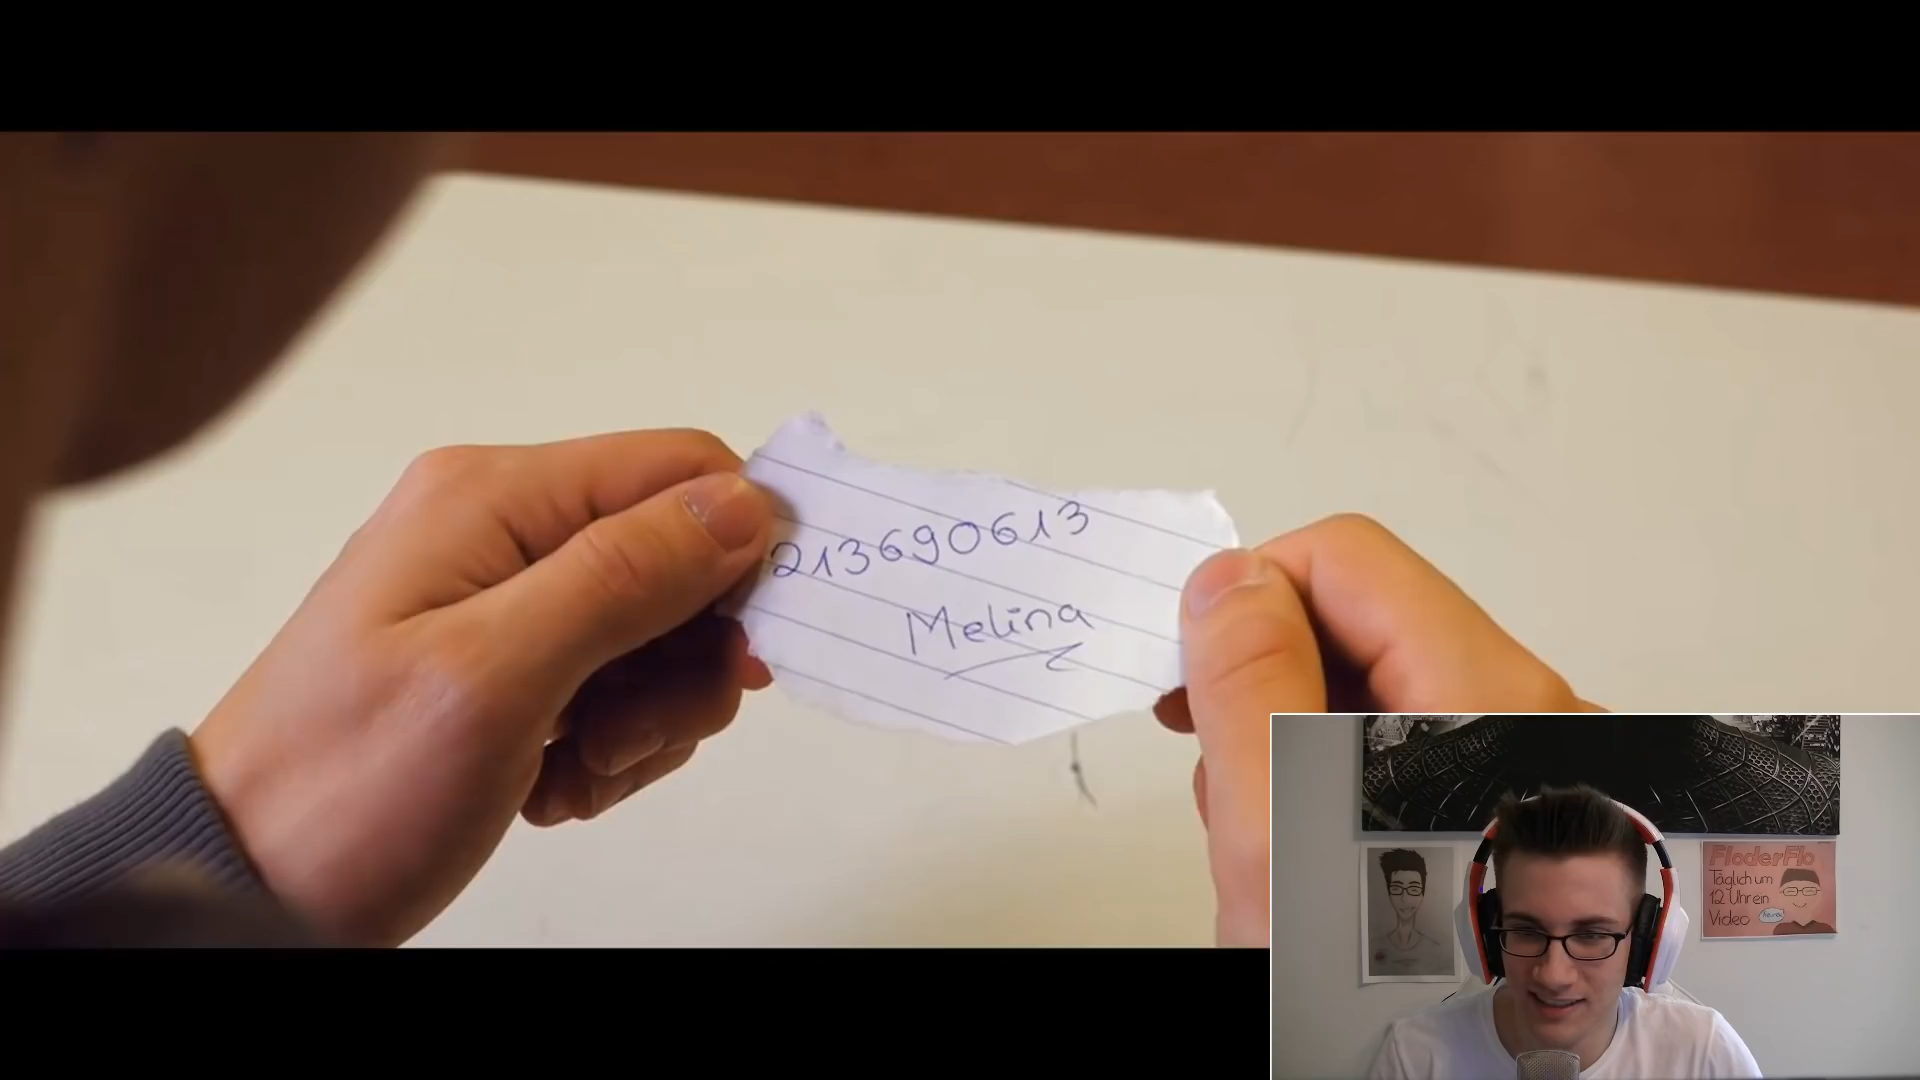 213690613
Melina
FloderFlo
Täglich um
12 Uhr ein
Video